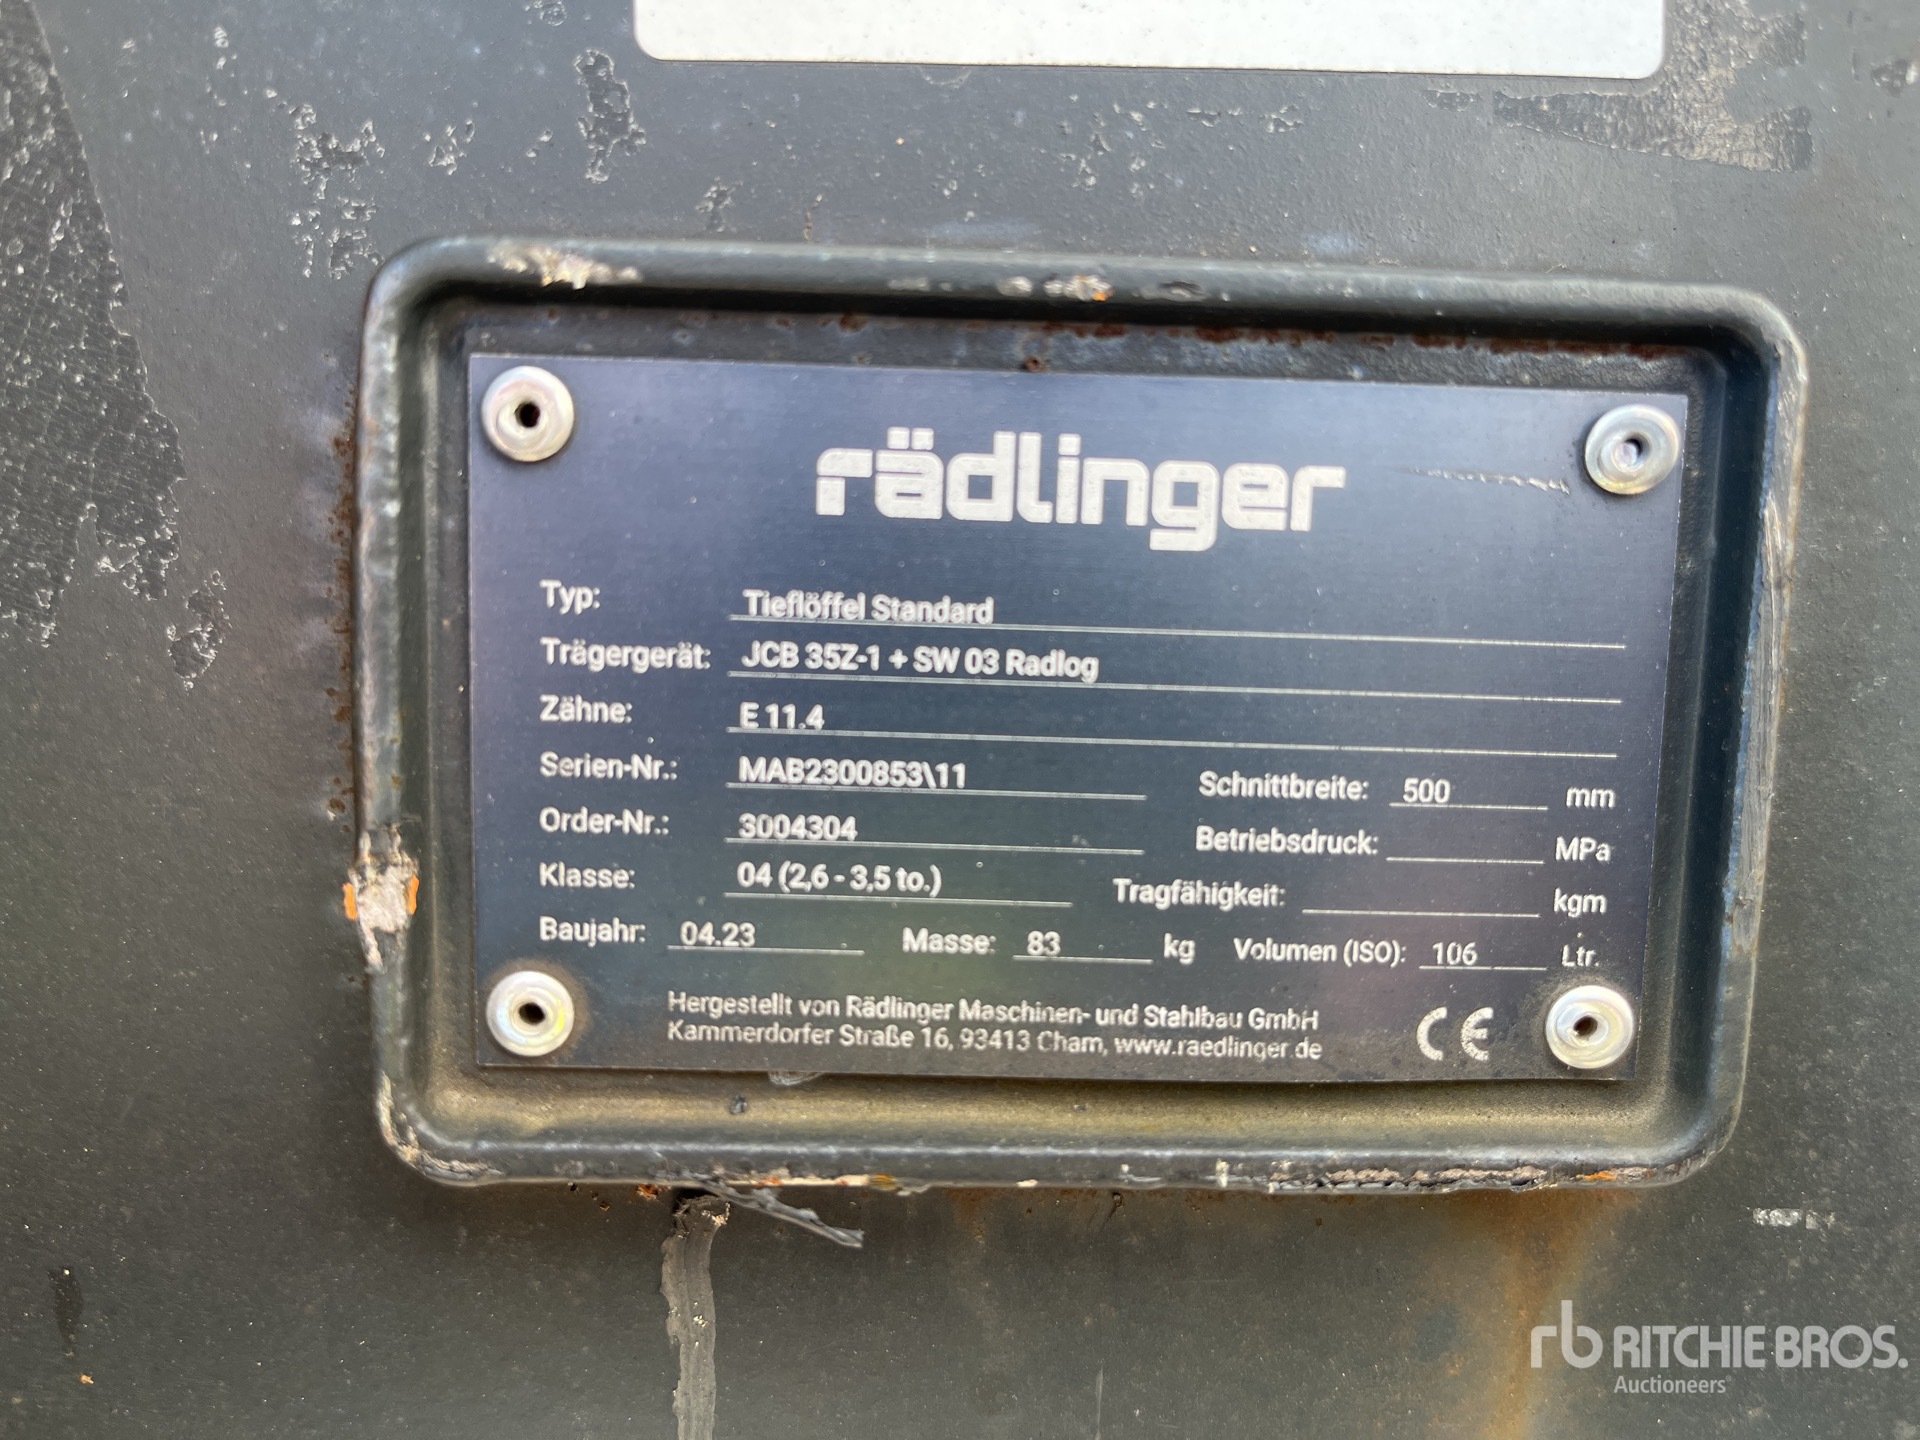 rädlinger
Typ: Tieflöffel Standard
Trägergerät: JCB 35Z-1 + SW 03 Radlog
Zähne: E 11.4
Serien-Nr.: MAB2300853\11 Schnittbreite: 500 mm
Order-Nr.: 3004304 Betriebsdruck: MPa
Klasse: 04 (2,6 - 3,5 to.) Tragfähigkeit: kgm
Baujahr: 04.23 Masse: 83 kg Volumen (ISO): 106 Ltr.
Hergestellt von Rädlinger Maschinen- und Stahlbau GmbH
Kammerdorfer Straße 16, 93413 Cham, www.raedlinger.de
CE
rb RITCHIE BROS.
Auctioneers